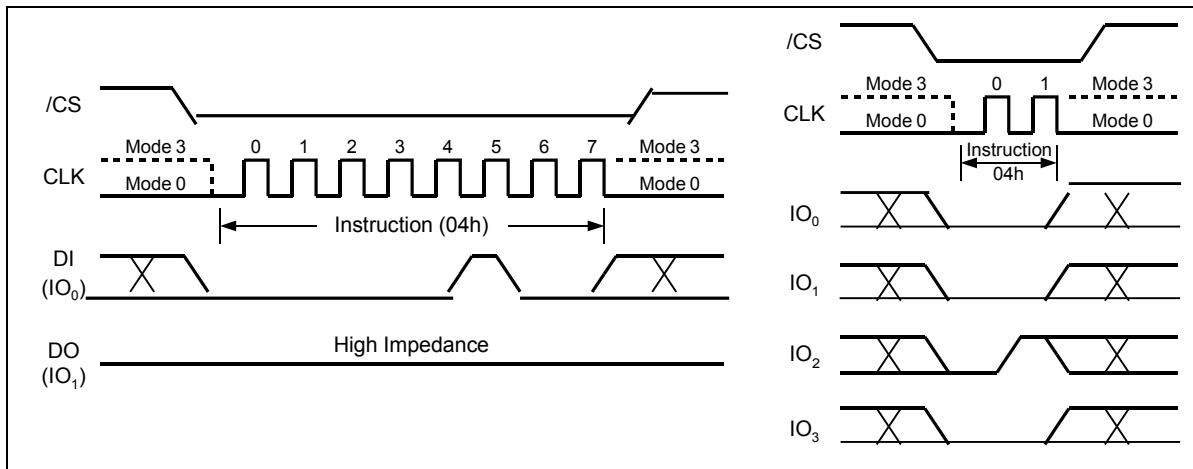 /CS
Mode 3
0 1 2 3 4 5 6 7
Mode 3
CLK
Mode 0
Mode 0
Instruction (04h)
DI
(IO₀)
High Impedance
DO
(IO₁)
/CS
Mode 3
0 1
Mode 3
CLK
Mode 0
Mode 0
Instruction
04h
IO₀
IO₁
IO₂
IO₃